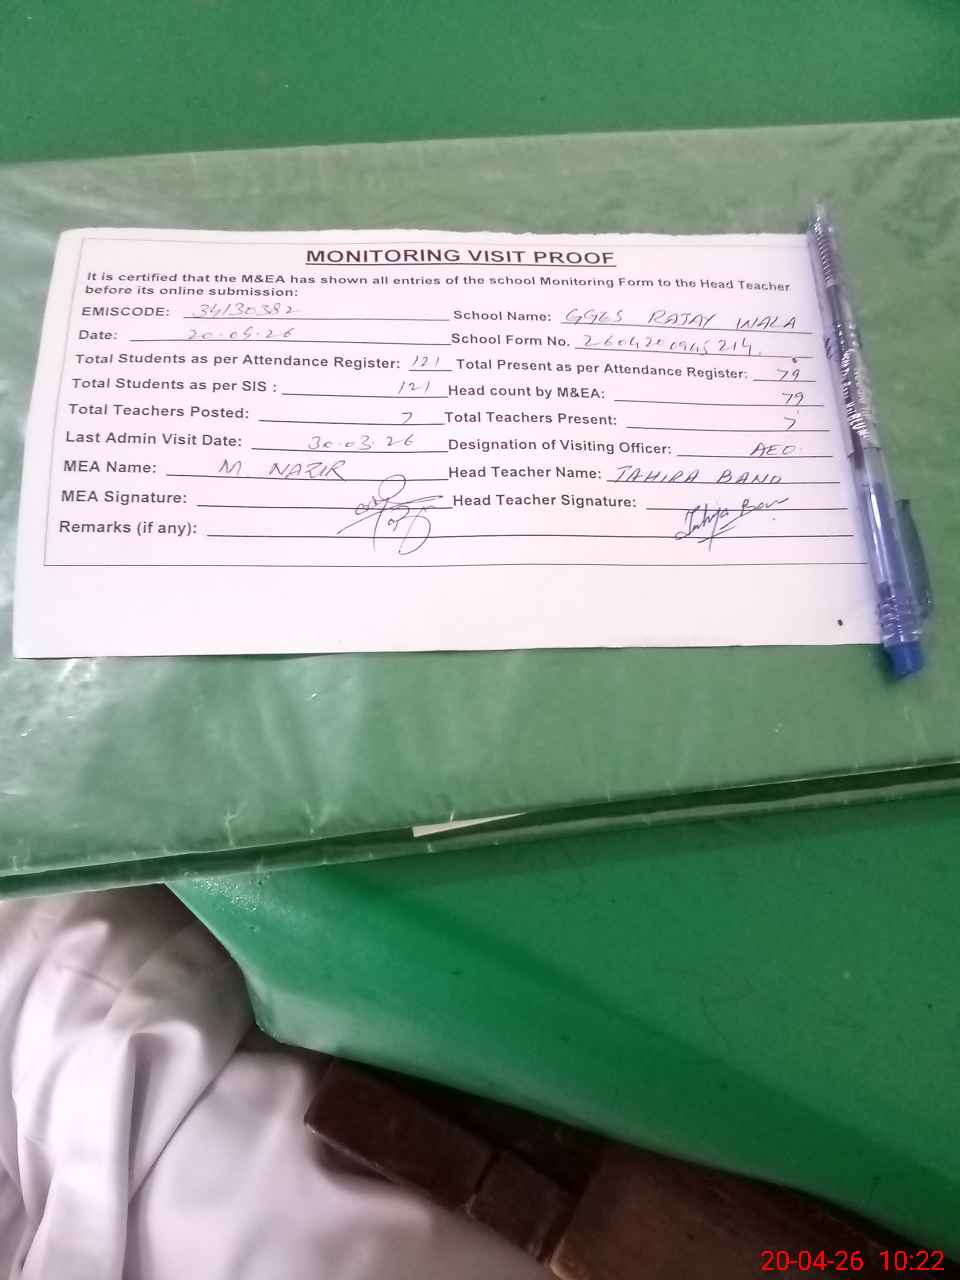 MONITORING VISIT PROOF
It is certified that the M&EA has shown all entries of the school Monitoring Form to the Head Teacher
before its online submission:
EMISCODE: 34130382 School Name: GGES RAJAY WALA
Date: 20.04.26 School Form No. 260420 0945 214.
Total Students as per Attendance Register: 121 Total Present as per Attendance Register: 79
Total Students as per SIS : 121 Head count by M&EA: 79
Total Teachers Posted: 7 Total Teachers Present: 7
Last Admin Visit Date: 30.03.26 Designation of Visiting Officer: AEO.
MEA Name: M. NAZIR Head Teacher Name: TAHIRA BANO
MEA Signature: Head Teacher Signature: Tahira Bano
Remarks (if any):
20-04-26 10:22